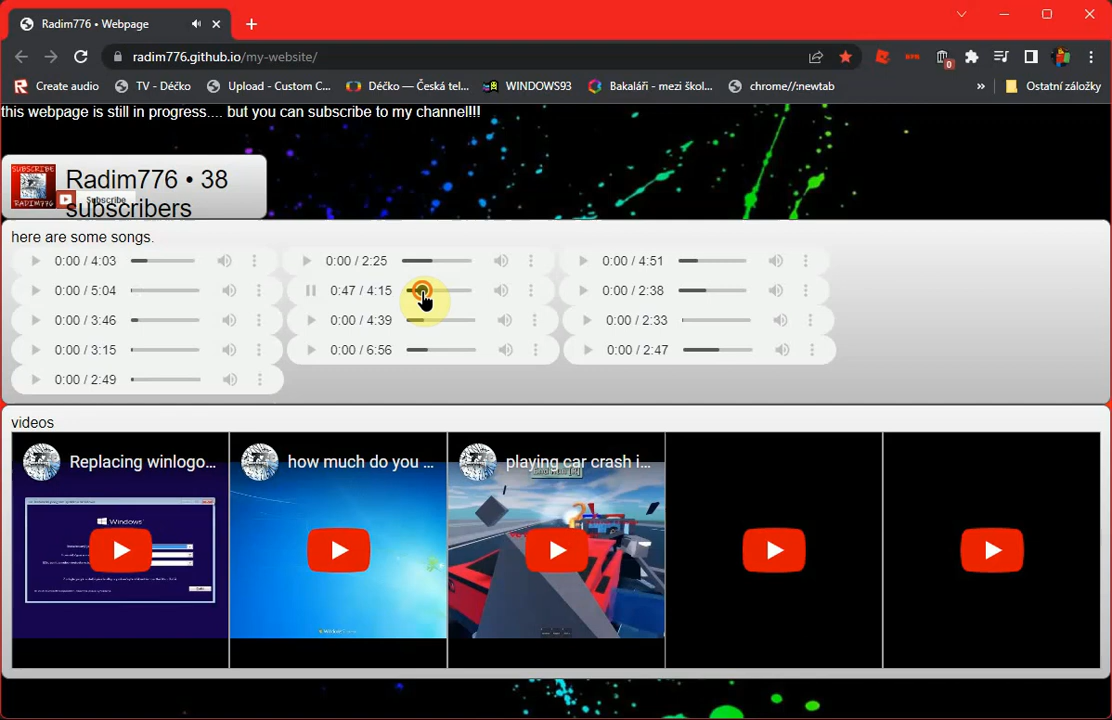 Radim776 • Webpage
radim776.github.io/my-website/
Create audio
TV - Déčko
Upload - Custom C...
Déčko — Česká tel...
WINDOWS93
Bakaláři - mezi škol...
chrome://newtab
»
Ostatní záložky
this webpage is still in progress.... but you can subscribe to my channel!!!
SUBSCRIBE
RADIM776
Radim776 • 38
subscribers
Subscribe
here are some songs.
0:00 / 4:03
0:00 / 2:25
0:00 / 4:51
0:00 / 5:04
0:47 / 4:15
0:00 / 2:38
0:00 / 3:46
0:00 / 4:39
0:00 / 2:33
0:00 / 3:15
0:00 / 6:56
0:00 / 2:47
0:00 / 2:49
videos
Replacing winlogo...
how much do you ...
playing car crash i...
Windows